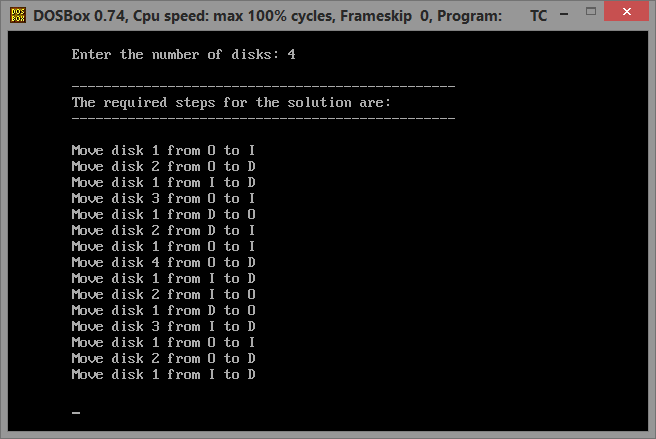 DOS
BOX
DOSBox 0.74, Cpu speed: max 100% cycles, Frameskip 0, Program: TC
Enter the number of disks: 4
------------------------------------------------
The required steps for the solution are:
------------------------------------------------
Move disk 1 from O to I
Move disk 2 from O to D
Move disk 1 from I to D
Move disk 3 from O to I
Move disk 1 from D to O
Move disk 2 from D to I
Move disk 1 from O to I
Move disk 4 from O to D
Move disk 1 from I to D
Move disk 2 from I to O
Move disk 1 from D to O
Move disk 3 from I to D
Move disk 1 from O to I
Move disk 2 from O to D
Move disk 1 from I to D